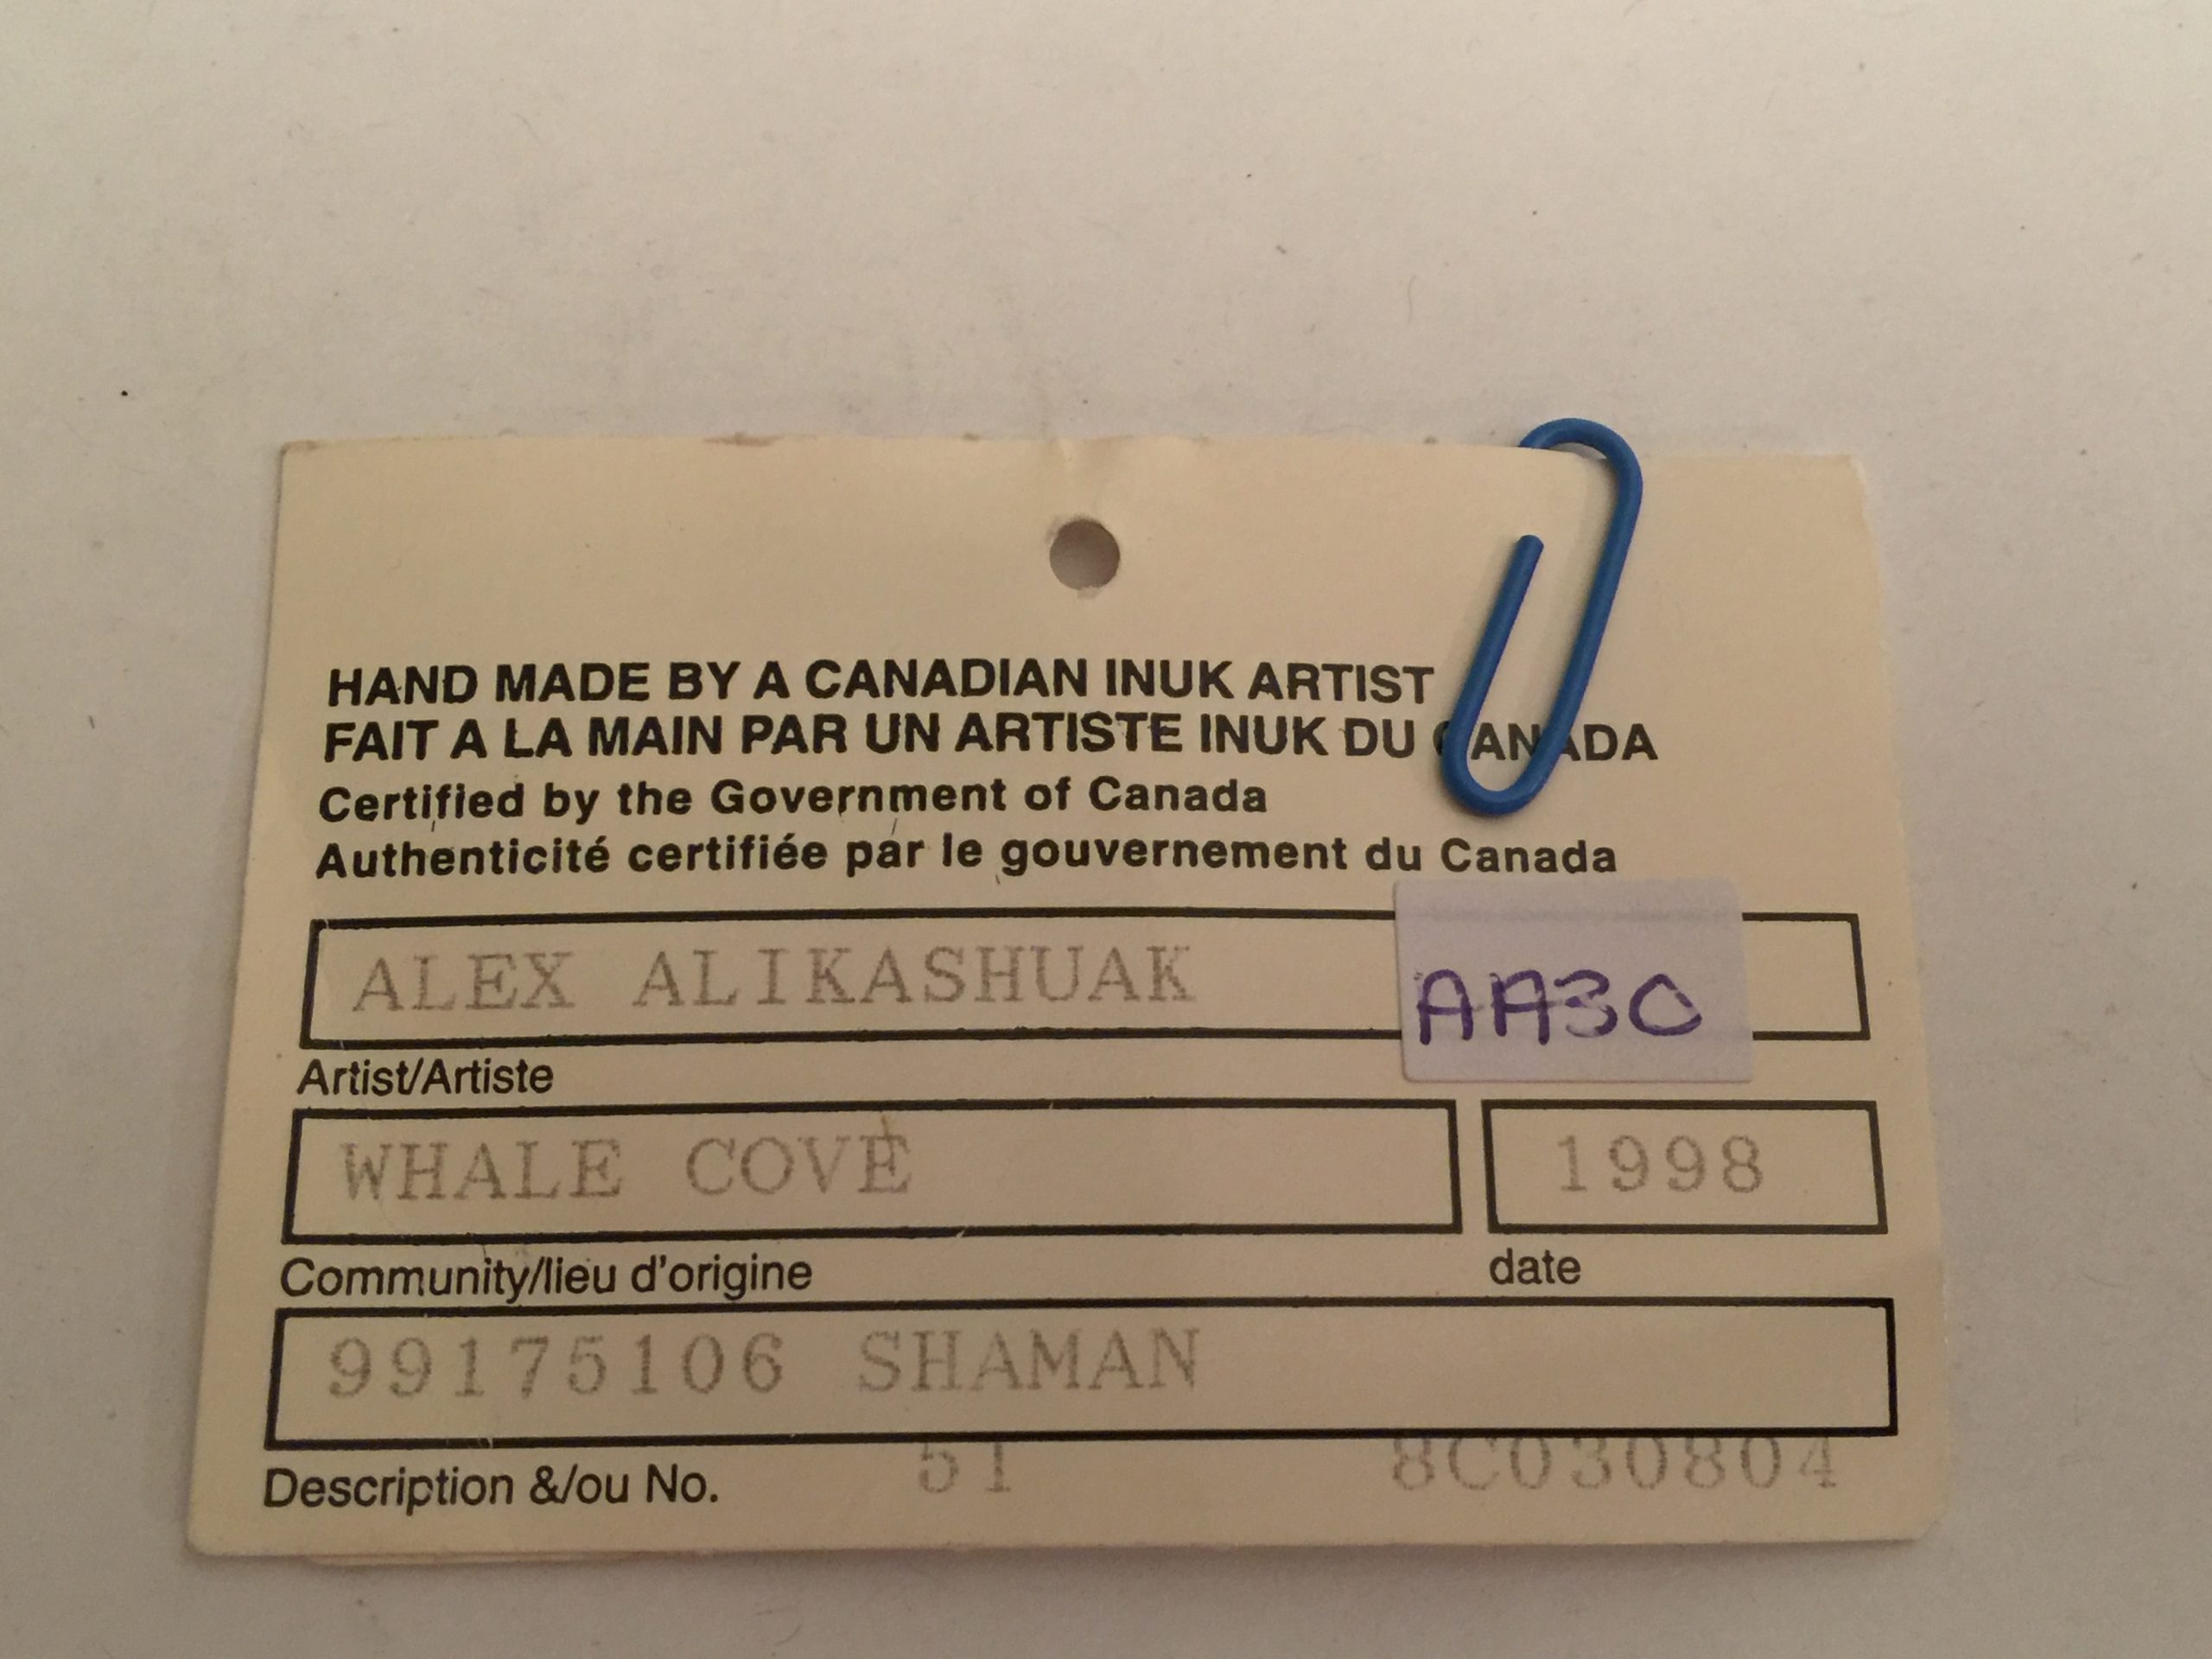 HAND MADE BY A CANADIAN INUK ARTIST
FAIT A LA MAIN PAR UN ARTISTE INUK DU CANADA
Certified by the Government of Canada
Authenticité certifiée par le gouvernement du Canada
ALEX ALIKASHUAK
AA30
Artist/Artiste
WHALE COVE 1998
Community/lieu d'origine date
99175106 SHAMAN
Description &/ou No. 51 8C030804